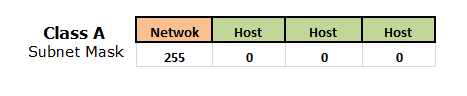 Class A Netwok Host Host Host
Subnet Mask 255 0 0 0